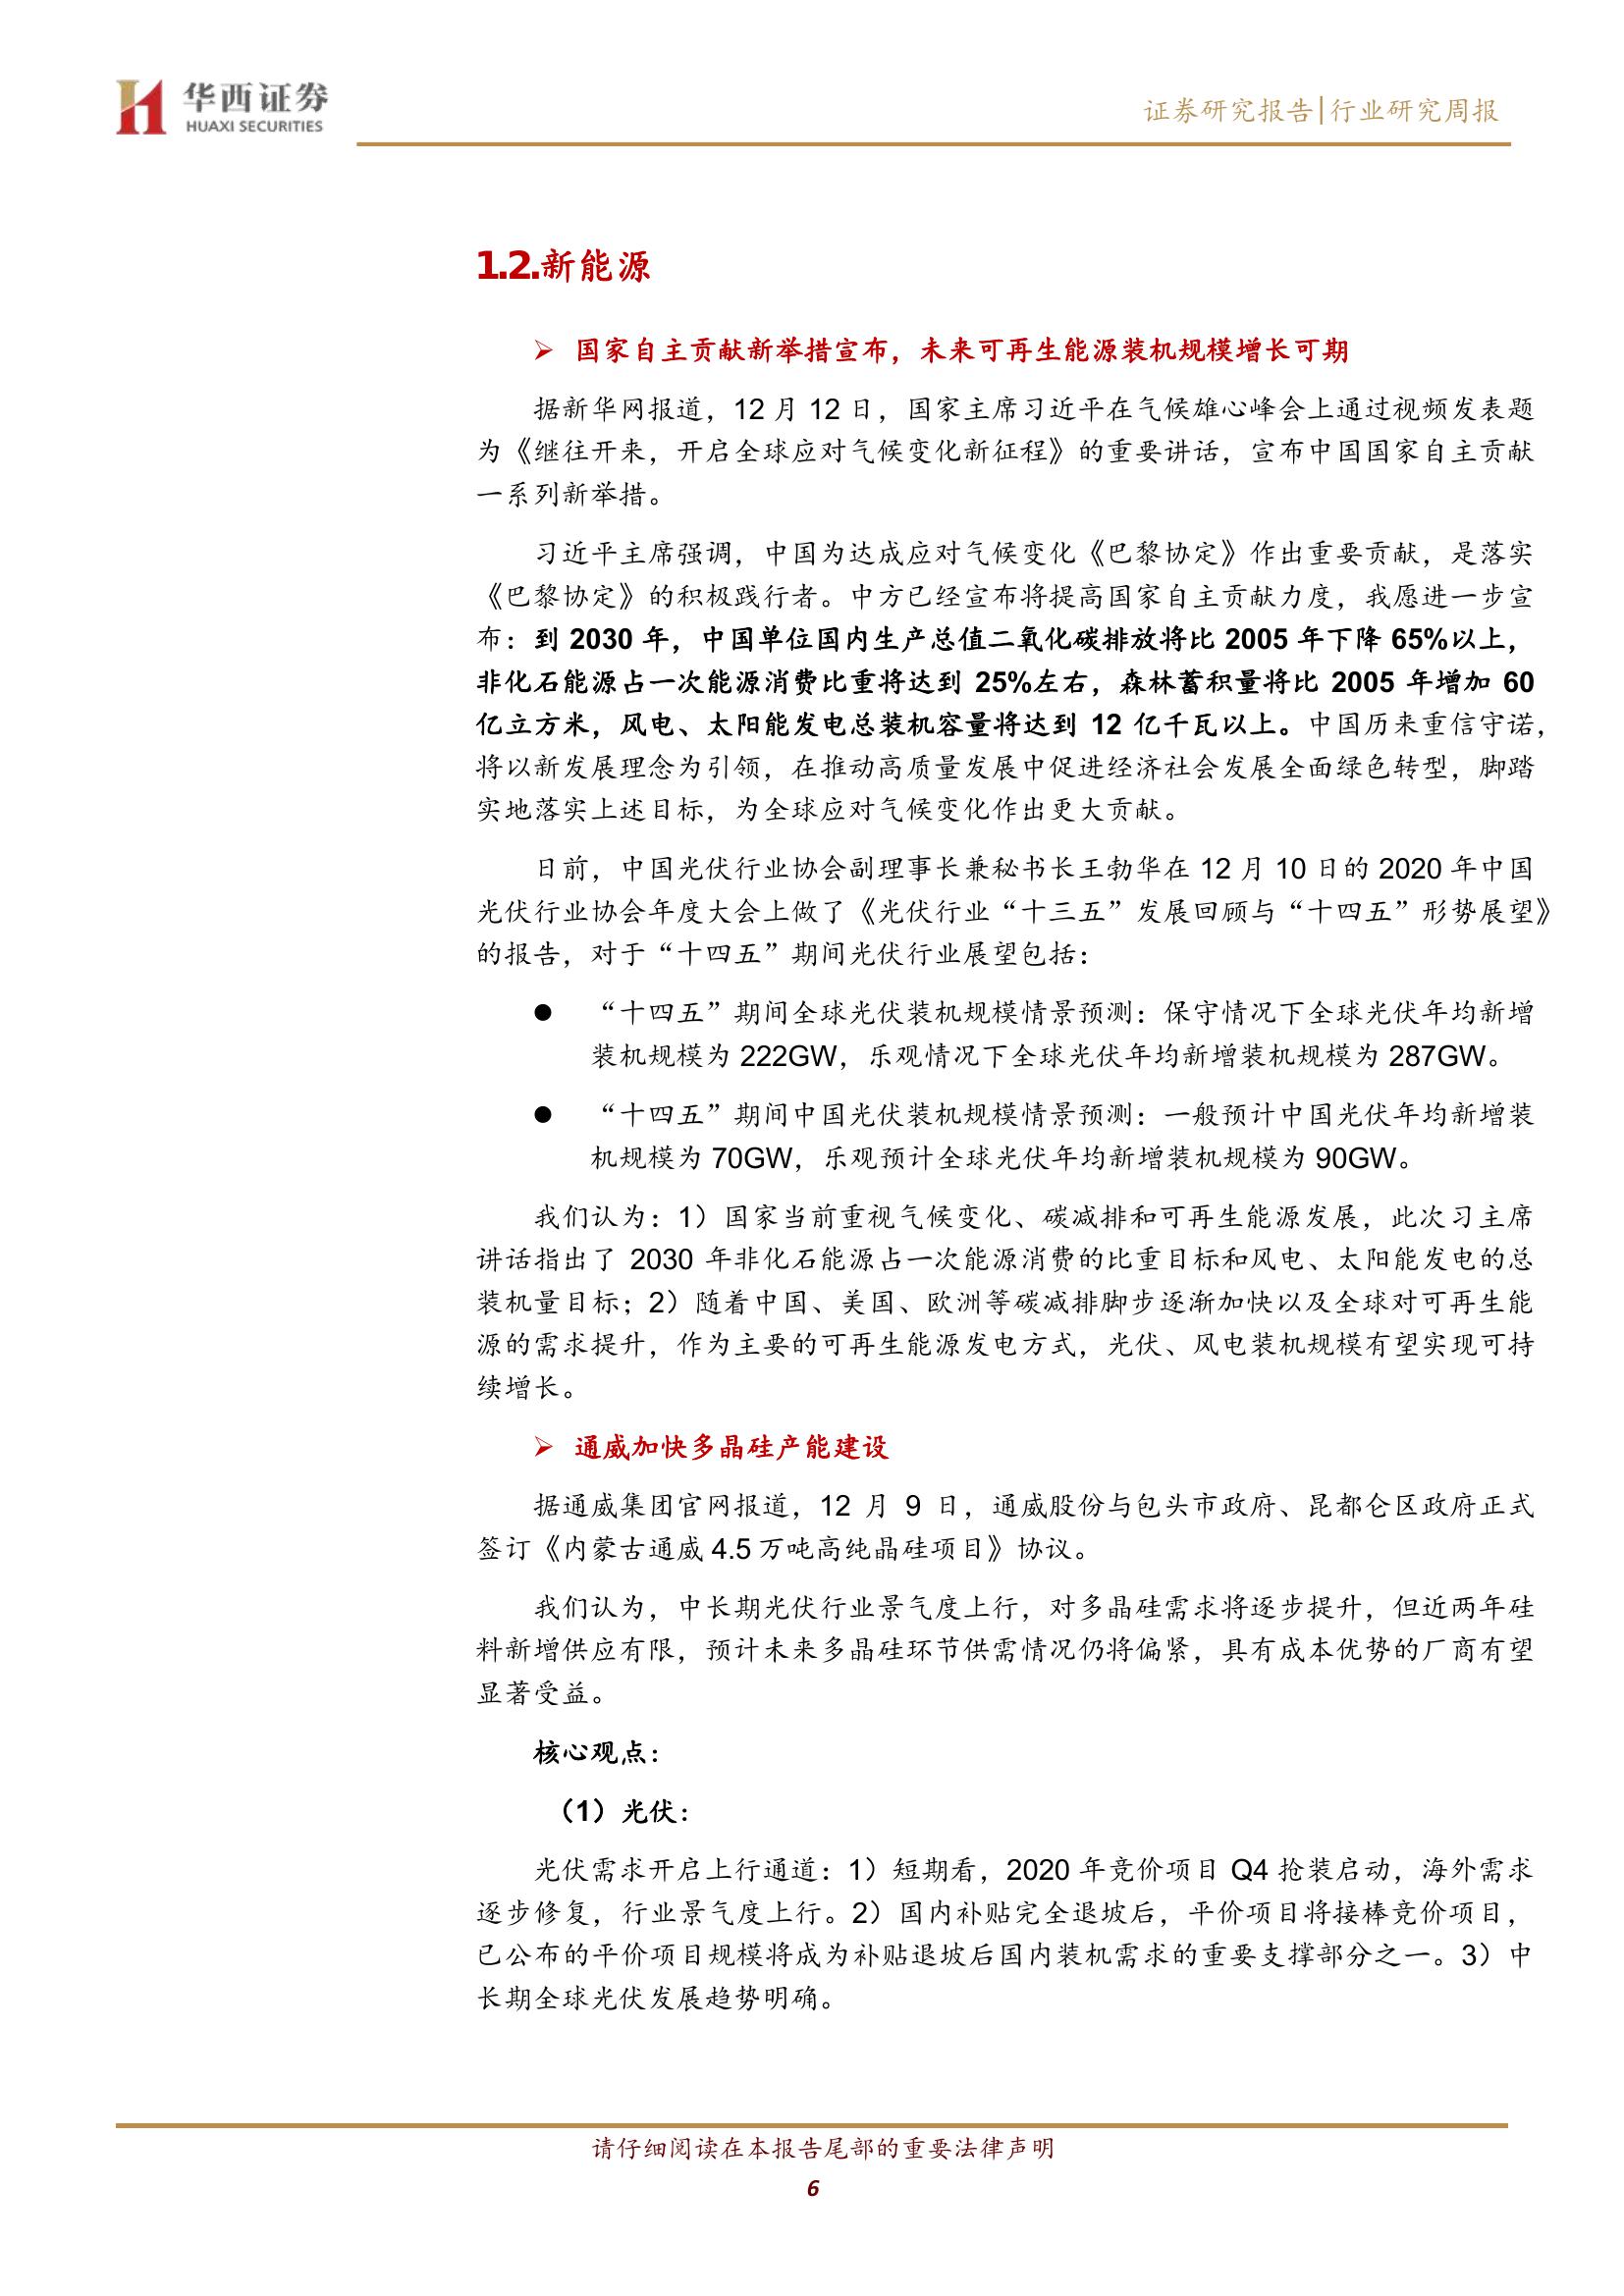 华西证券
HUAXI SECURITIES
证券研究报告|行业研究周报
1.2.新能源
➢ 国家自主贡献新举措宣布，未来可再生能源装机规模增长可期
据新华网报道，12 月 12 日，国家主席习近平在气候雄心峰会上通过视频发表题
为《继往开来，开启全球应对气候变化新征程》的重要讲话，宣布中国国家自主贡献
一系列新举措。
习近平主席强调，中国为达成应对气候变化《巴黎协定》作出重要贡献，是落实
《巴黎协定》的积极践行者。中方已经宣布将提高国家自主贡献力度，我愿进一步宣
布：到 2030 年，中国单位国内生产总值二氧化碳排放将比 2005 年下降 65%以上，
非化石能源占一次能源消费比重将达到 25%左右，森林蓄积量将比 2005 年增加 60
亿立方米，风电、太阳能发电总装机容量将达到 12 亿千瓦以上。中国历来重信守诺，
将以新发展理念为引领，在推动高质量发展中促进经济社会发展全面绿色转型，脚踏
实地落实上述目标，为全球应对气候变化作出更大贡献。
日前，中国光伏行业协会副理事长兼秘书长王勃华在 12 月 10 日的 2020 年中国
光伏行业协会年度大会上做了《光伏行业“十三五”发展回顾与“十四五”形势展望》
的报告，对于“十四五”期间光伏行业展望包括：
● “十四五”期间全球光伏装机规模情景预测：保守情况下全球光伏年均新增
装机规模为 222GW，乐观情况下全球光伏年均新增装机规模为 287GW。
● “十四五”期间中国光伏装机规模情景预测：一般预计中国光伏年均新增装
机规模为 70GW，乐观预计全球光伏年均新增装机规模为 90GW。
我们认为：1）国家当前重视气候变化、碳减排和可再生能源发展，此次习主席
讲话指出了 2030 年非化石能源占一次能源消费的比重目标和风电、太阳能发电的总
装机量目标；2）随着中国、美国、欧洲等碳减排脚步逐渐加快以及全球对可再生能
源的需求提升，作为主要的可再生能源发电方式，光伏、风电装机规模有望实现可持
续增长。
➢ 通威加快多晶硅产能建设
据通威集团官网报道，12 月 9 日，通威股份与包头市政府、昆都仑区政府正式
签订《内蒙古通威 4.5 万吨高纯晶硅项目》协议。
我们认为，中长期光伏行业景气度上行，对多晶硅需求将逐步提升，但近两年硅
料新增供应有限，预计未来多晶硅环节供需情况仍将偏紧，具有成本优势的厂商有望
显著受益。
核心观点：
（1）光伏：
光伏需求开启上行通道：1）短期看，2020 年竞价项目 Q4 抢装启动，海外需求
逐步修复，行业景气度上行。2）国内补贴完全退坡后，平价项目将接棒竞价项目，
已公布的平价项目规模将成为补贴退坡后国内装机需求的重要支撑部分之一。3）中
长期全球光伏发展趋势明确。
请仔细阅读在本报告尾部的重要法律声明
6